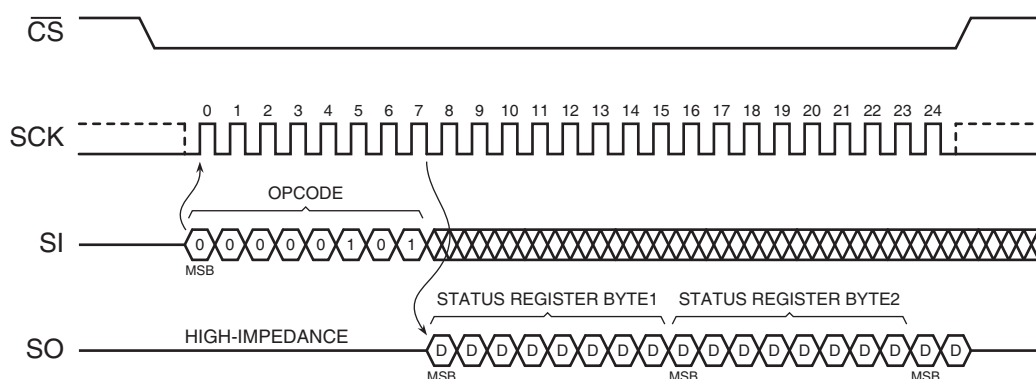 CS
0 1 2 3 4 5 6 7 8 9 10 11 12 13 14 15 16 17 18 19 20 21 22 23 24
SCK
OPCODE
SI 0 0 0 0 0 1 0 1
MSB
STATUS REGISTER BYTE1 STATUS REGISTER BYTE2
HIGH-IMPEDANCE
SO D D D D D D D D D D D D D D D D D D
MSB MSB MSB